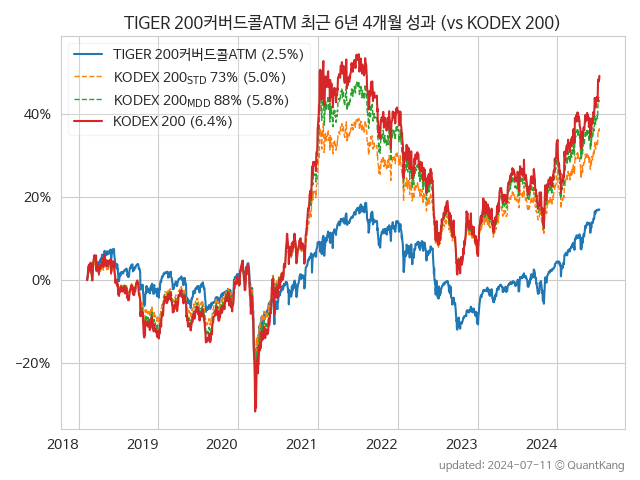 TIGER 200커버드콜ATM 최근 6년 4개월 성과 (vs KODEX 200)
TIGER 200커버드콜ATM (2.5%)
KODEX 200STD 73% (5.0%)
KODEX 200MDD 88% (5.8%)
KODEX 200 (6.4%)
40%
20%
0%
−20%
2018 2019 2020 2021 2022 2023 2024
updated: 2024-07-11 © QuantKang